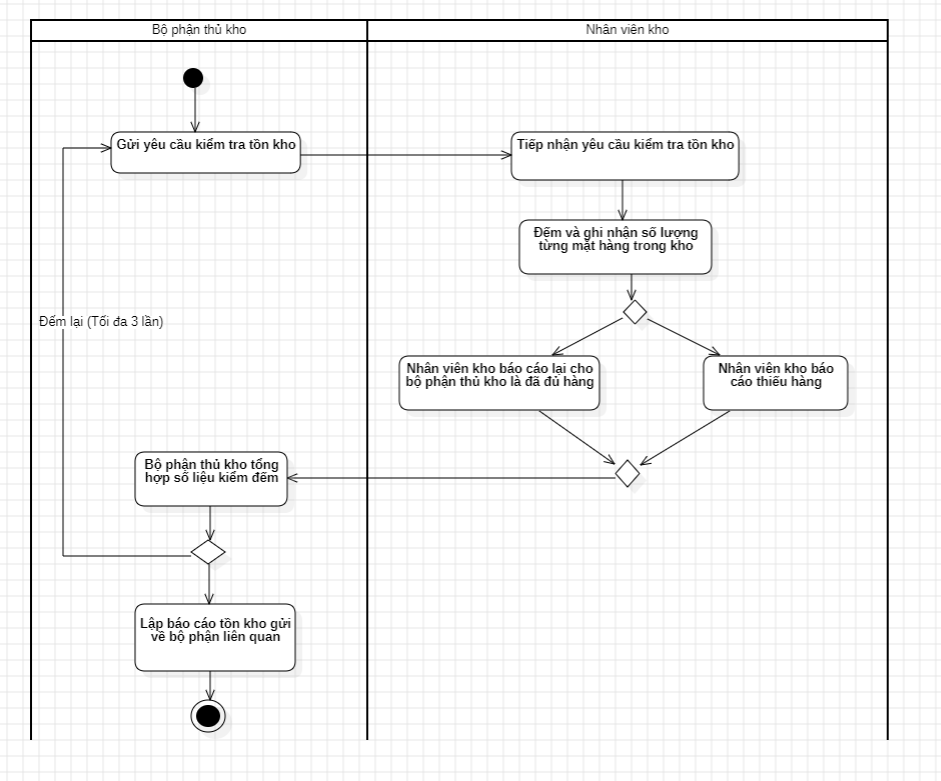 Bộ phận thủ kho
Nhân viên kho
Gửi yêu cầu kiểm tra tồn kho
Tiếp nhận yêu cầu kiểm tra tồn kho
Đếm và ghi nhận số lượng
từng mặt hàng trong kho
Đếm lại (Tối đa 3 lần)
Nhân viên kho báo cáo lại cho
bộ phận thủ kho là đã đủ hàng
Nhân viên kho báo
cáo thiếu hàng
Bộ phận thủ kho tổng
hợp số liệu kiểm đếm
Lập báo cáo tồn kho gửi
về bộ phận liên quan